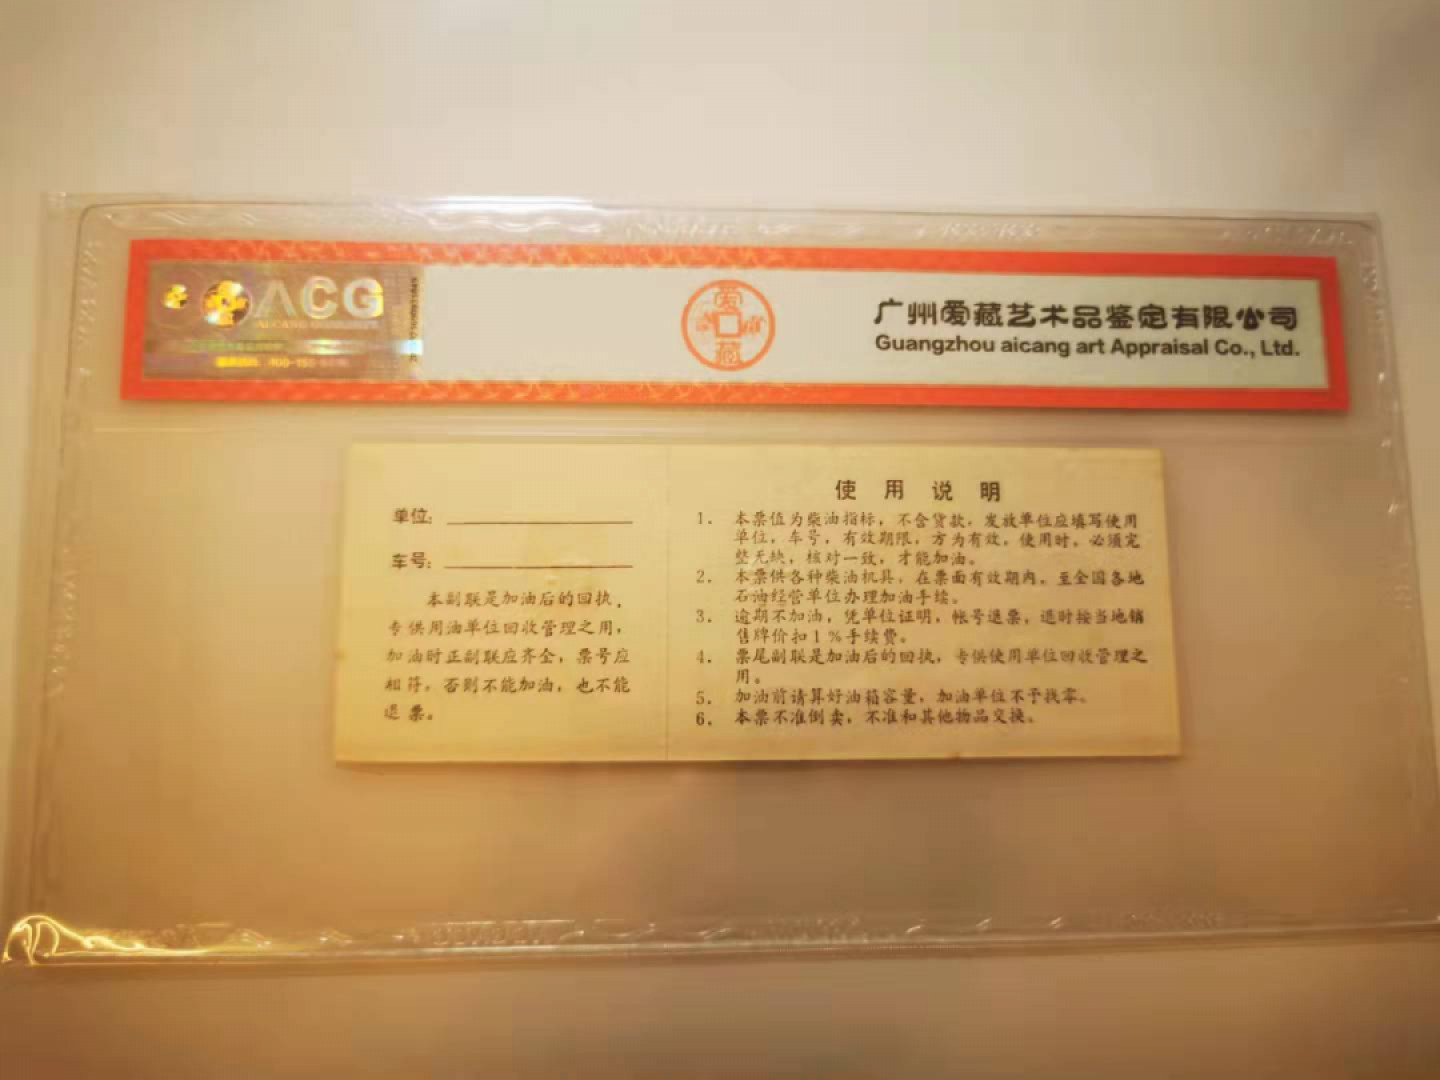 ACG
爱藏
广州爱藏艺术品鉴定有限公司
Guangzhou aicang art Appraisal Co., Ltd.
单位:
车号:
本副联是加油后的回执,
专供用油单位回收管理之用,
加油时正副联应齐全,票号应
相符,否则不能加油,也不能
退票。
使用说明
1. 本票值为柴油指标,不含货款,发放单位应填写使用
单位,车号,有效期限,方为有效。使用时,必须完
整无缺,核对一致,才能加油。
2. 本票供各种柴油机具,在票面有效期内,至全国各地
石油经营单位办理加油手续。
3. 逾期不加油,凭单位证明,帐号退票,退时按当地销
售牌价扣1%手续费。
4. 票尾副联是加油后的回执,专供使用单位回收管理之
用。
5. 加油前请算好油箱容量,加油单位不予找零。
6. 本票不准倒卖,不准和其他物品交换。